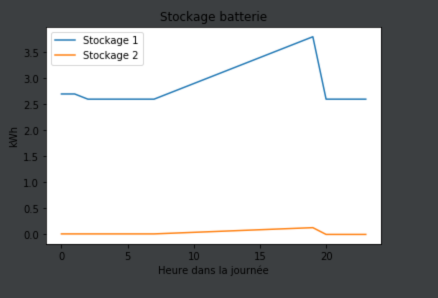 Stockage batterie
Stockage 1
Stockage 2
3.5
3.0
2.5
2.0
1.5
1.0
0.5
0.0
kWh
0 5 10 15 20
Heure dans la journée